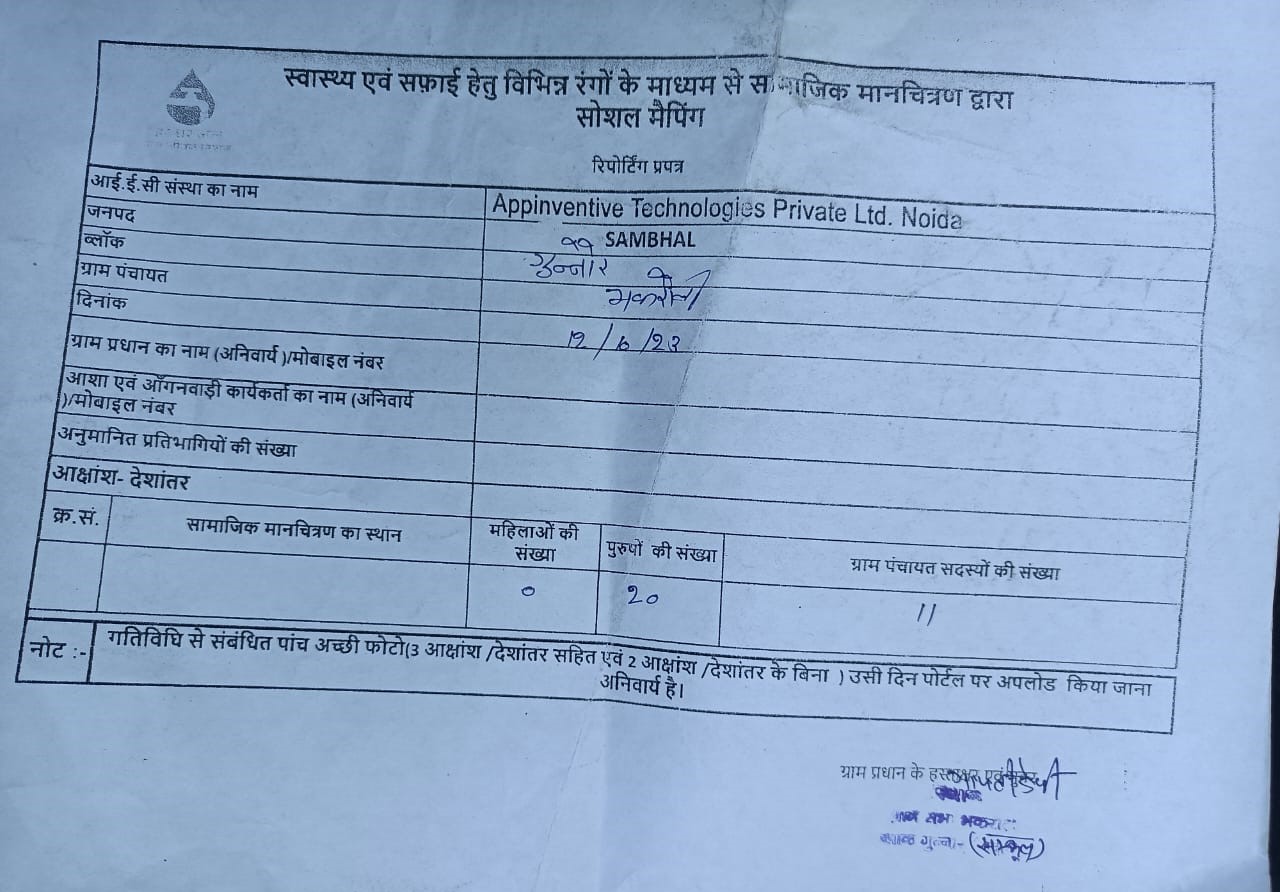 स्वास्थ्य एवं सफ़ाई हेतु विभिन्न रंगों के माध्यम से सामाजिक मानचित्रण द्वारा
सोशल मैपिंग
रिपोर्टिंग प्रपत्र
आई.ई.सी संस्था का नाम Appinventive Technologies Private Ltd. Noida
जनपद SAMBHAL
ब्लॉक गुन्नौर
ग्राम पंचायत भकरौली
दिनांक 12/6/23
ग्राम प्रधान का नाम (अनिवार्य )/मोबाइल नंबर
आशा एवं आँगनवाड़ी कार्यकर्ता का नाम (अनिवार्य
)/मोबाइल नंबर
अनुमानित प्रतिभागियों की संख्या
आक्षांश- देशांतर
क्र.सं. सामाजिक मानचित्रण का स्थान महिलाओं की संख्या पुरुषों की संख्या ग्राम पंचायत सदस्यों की संख्या
0 20 11
नोट :- गतिविधि से संबंधित पांच अच्छी फोटो(3 आक्षांश /देशांतर सहित एवं 2 आक्षांश /देशांतर के बिना ) उसी दिन पोर्टल पर अपलोड किया जाना
अनिवार्य है।
ग्राम प्रधान के हस्ताक्षर एवं